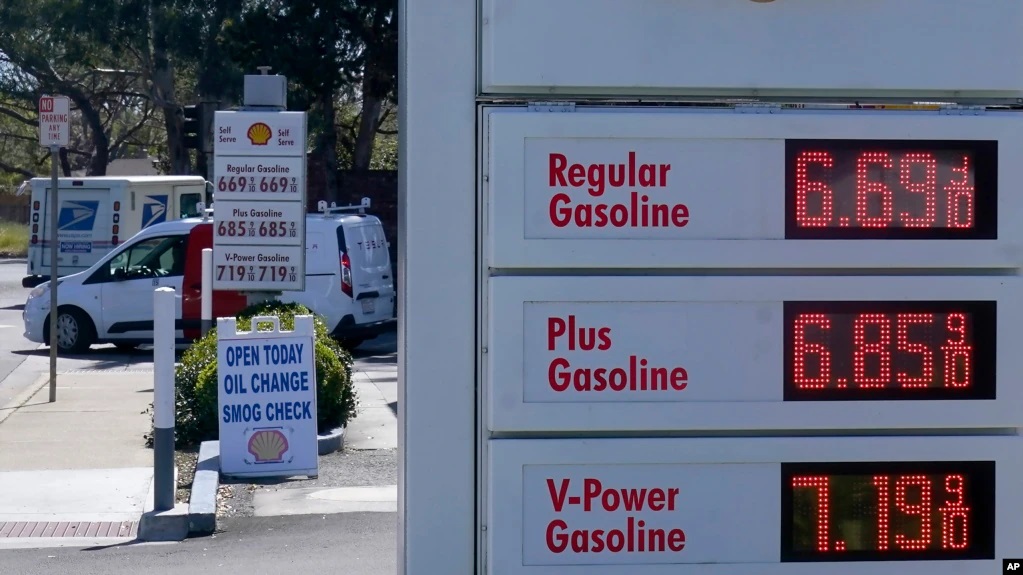 NO
PARKING
ANY
TIME
Self
Serve
Self
Serve
Regular Gasoline
669 9/10 669 9/10
Plus Gasoline
685 9/10 685 9/10
V-Power Gasoline
719 9/10 719 9/10
OPEN TODAY
OIL CHANGE
SMOG CHECK
TESLA
Regular
Gasoline
6.69 9/10
Plus
Gasoline
6.85 9/10
V-Power
Gasoline
7.19 9/10
AP